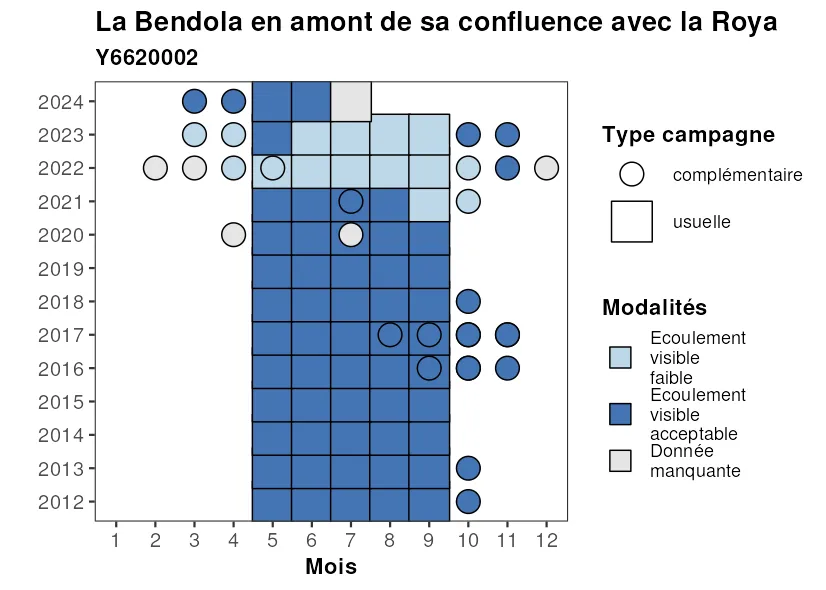 La Bendola en amont de sa confluence avec la Roya
Y6620002
2024
2023
2022
2021
2020
2019
2018
2017
2016
2015
2014
2013
2012
1 2 3 4 5 6 7 8 9 10 11 12
Mois
Type campagne
complémentaire
usuelle
Modalités
Ecoulement
visible
faible
Ecoulement
visible
acceptable
Donnée
manquante